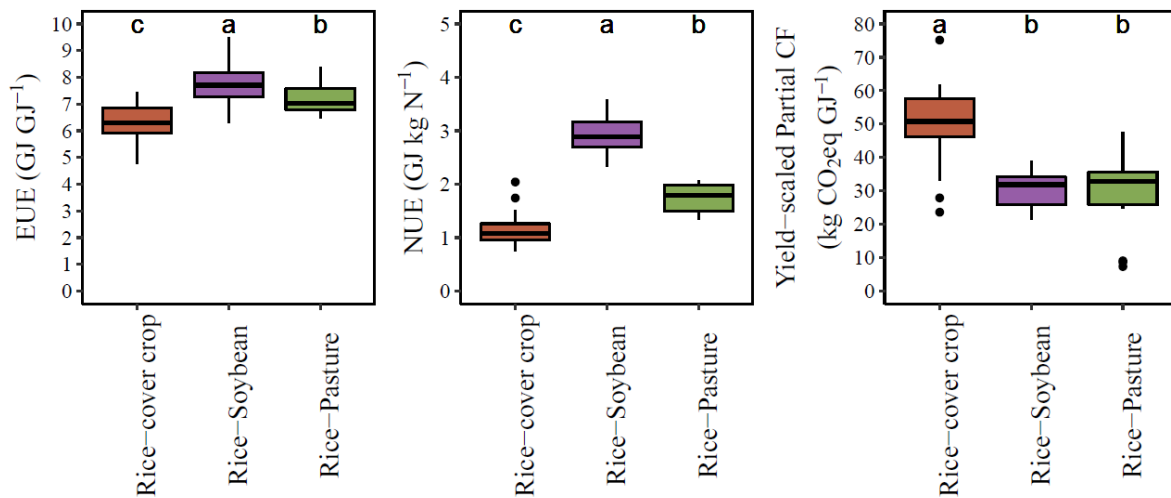 EUE (GJ GJ⁻¹)
10
9
8
7
6
5
4
3
2
1
0
c a b
Rice−cover crop
Rice−Soybean
Rice−Pasture
NUE (GJ kg N⁻¹)
5
4
3
2
1
0
c a b
Rice−cover crop
Rice−Soybean
Rice−Pasture
Yield−scaled Partial CF
(kg CO₂eq GJ⁻¹)
80
70
60
50
40
30
20
10
0
a b b
Rice−cover crop
Rice−Soybean
Rice−Pasture